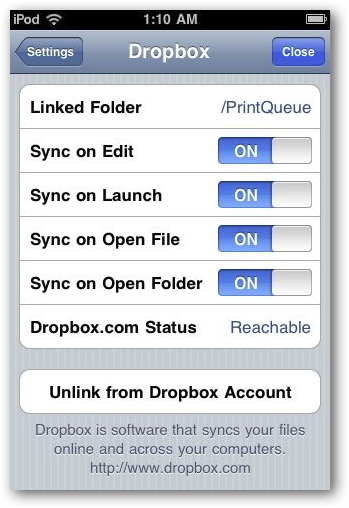 iPod 1:10 AM
Settings Dropbox Close
Linked Folder /PrintQueue
Sync on Edit ON
Sync on Launch ON
Sync on Open File ON
Sync on Open Folder ON
Dropbox.com Status Reachable
Unlink from Dropbox Account
Dropbox is software that syncs your files
online and across your computers.
http://www.dropbox.com